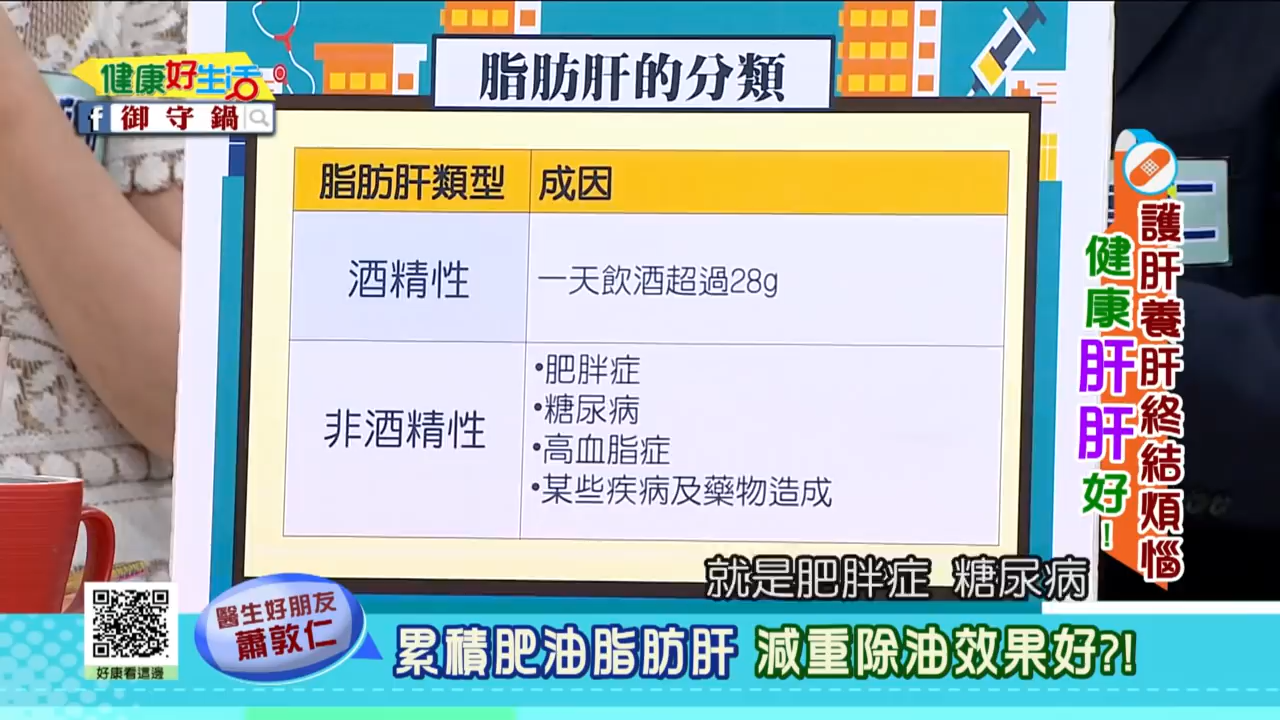 健康好生活
f 御守鍋
脂肪肝的分類
脂肪肝類型 成因
酒精性 一天飲酒超過28g
非酒精性
•肥胖症
•糖尿病
•高血脂症
•某些疾病及藥物造成
護肝養肝終結煩惱
健康肝肝好!
就是肥胖症 糖尿病
醫生好朋友
蕭敦仁
累積肥油脂肪肝 減重除油效果好?!
好康看這邊